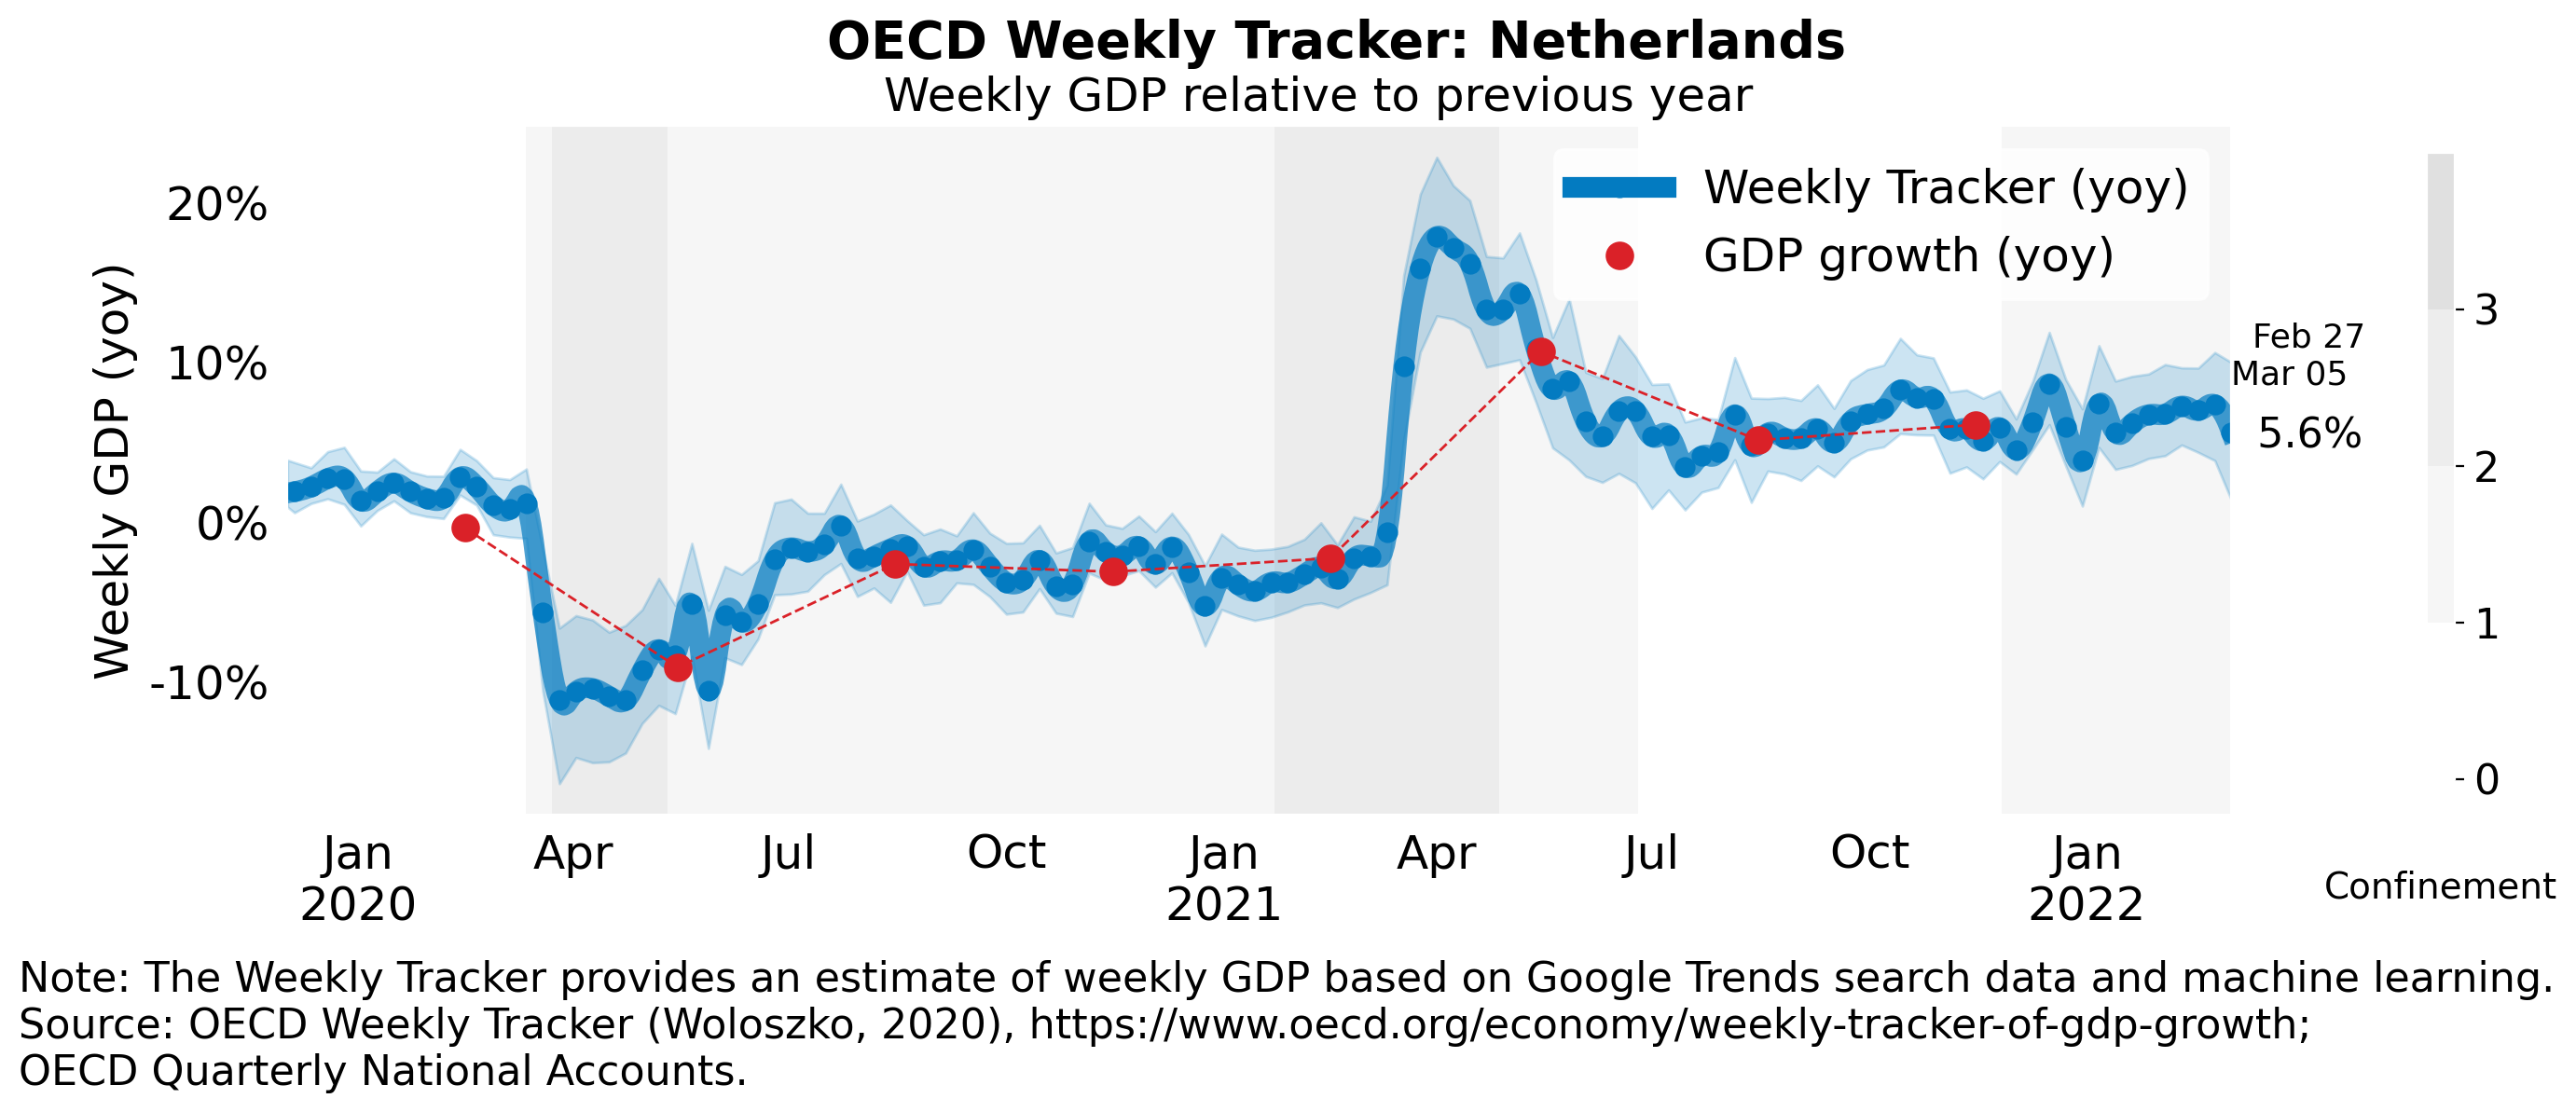 OECD Weekly Tracker: Netherlands
Weekly GDP relative to previous year
Weekly GDP (yoy)
20%
10%
0%
-10%
Weekly Tracker (yoy)
GDP growth (yoy)
Feb 27
Mar 05
5.6%
3
2
1
0
Confinement
Jan
2020
Apr
Jul
Oct
Jan
2021
Apr
Jul
Oct
Jan
2022
Note: The Weekly Tracker provides an estimate of weekly GDP based on Google Trends search data and machine learning.
Source: OECD Weekly Tracker (Woloszko, 2020), https://www.oecd.org/economy/weekly-tracker-of-gdp-growth;
OECD Quarterly National Accounts.